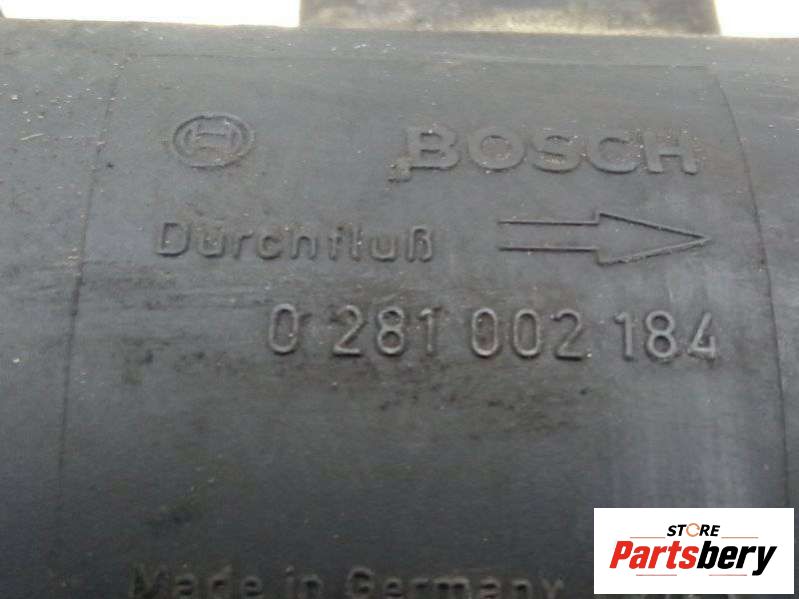 BOSCH
Durchfluß
0 281 002 184
Made in Germany
STORE
Partsbery